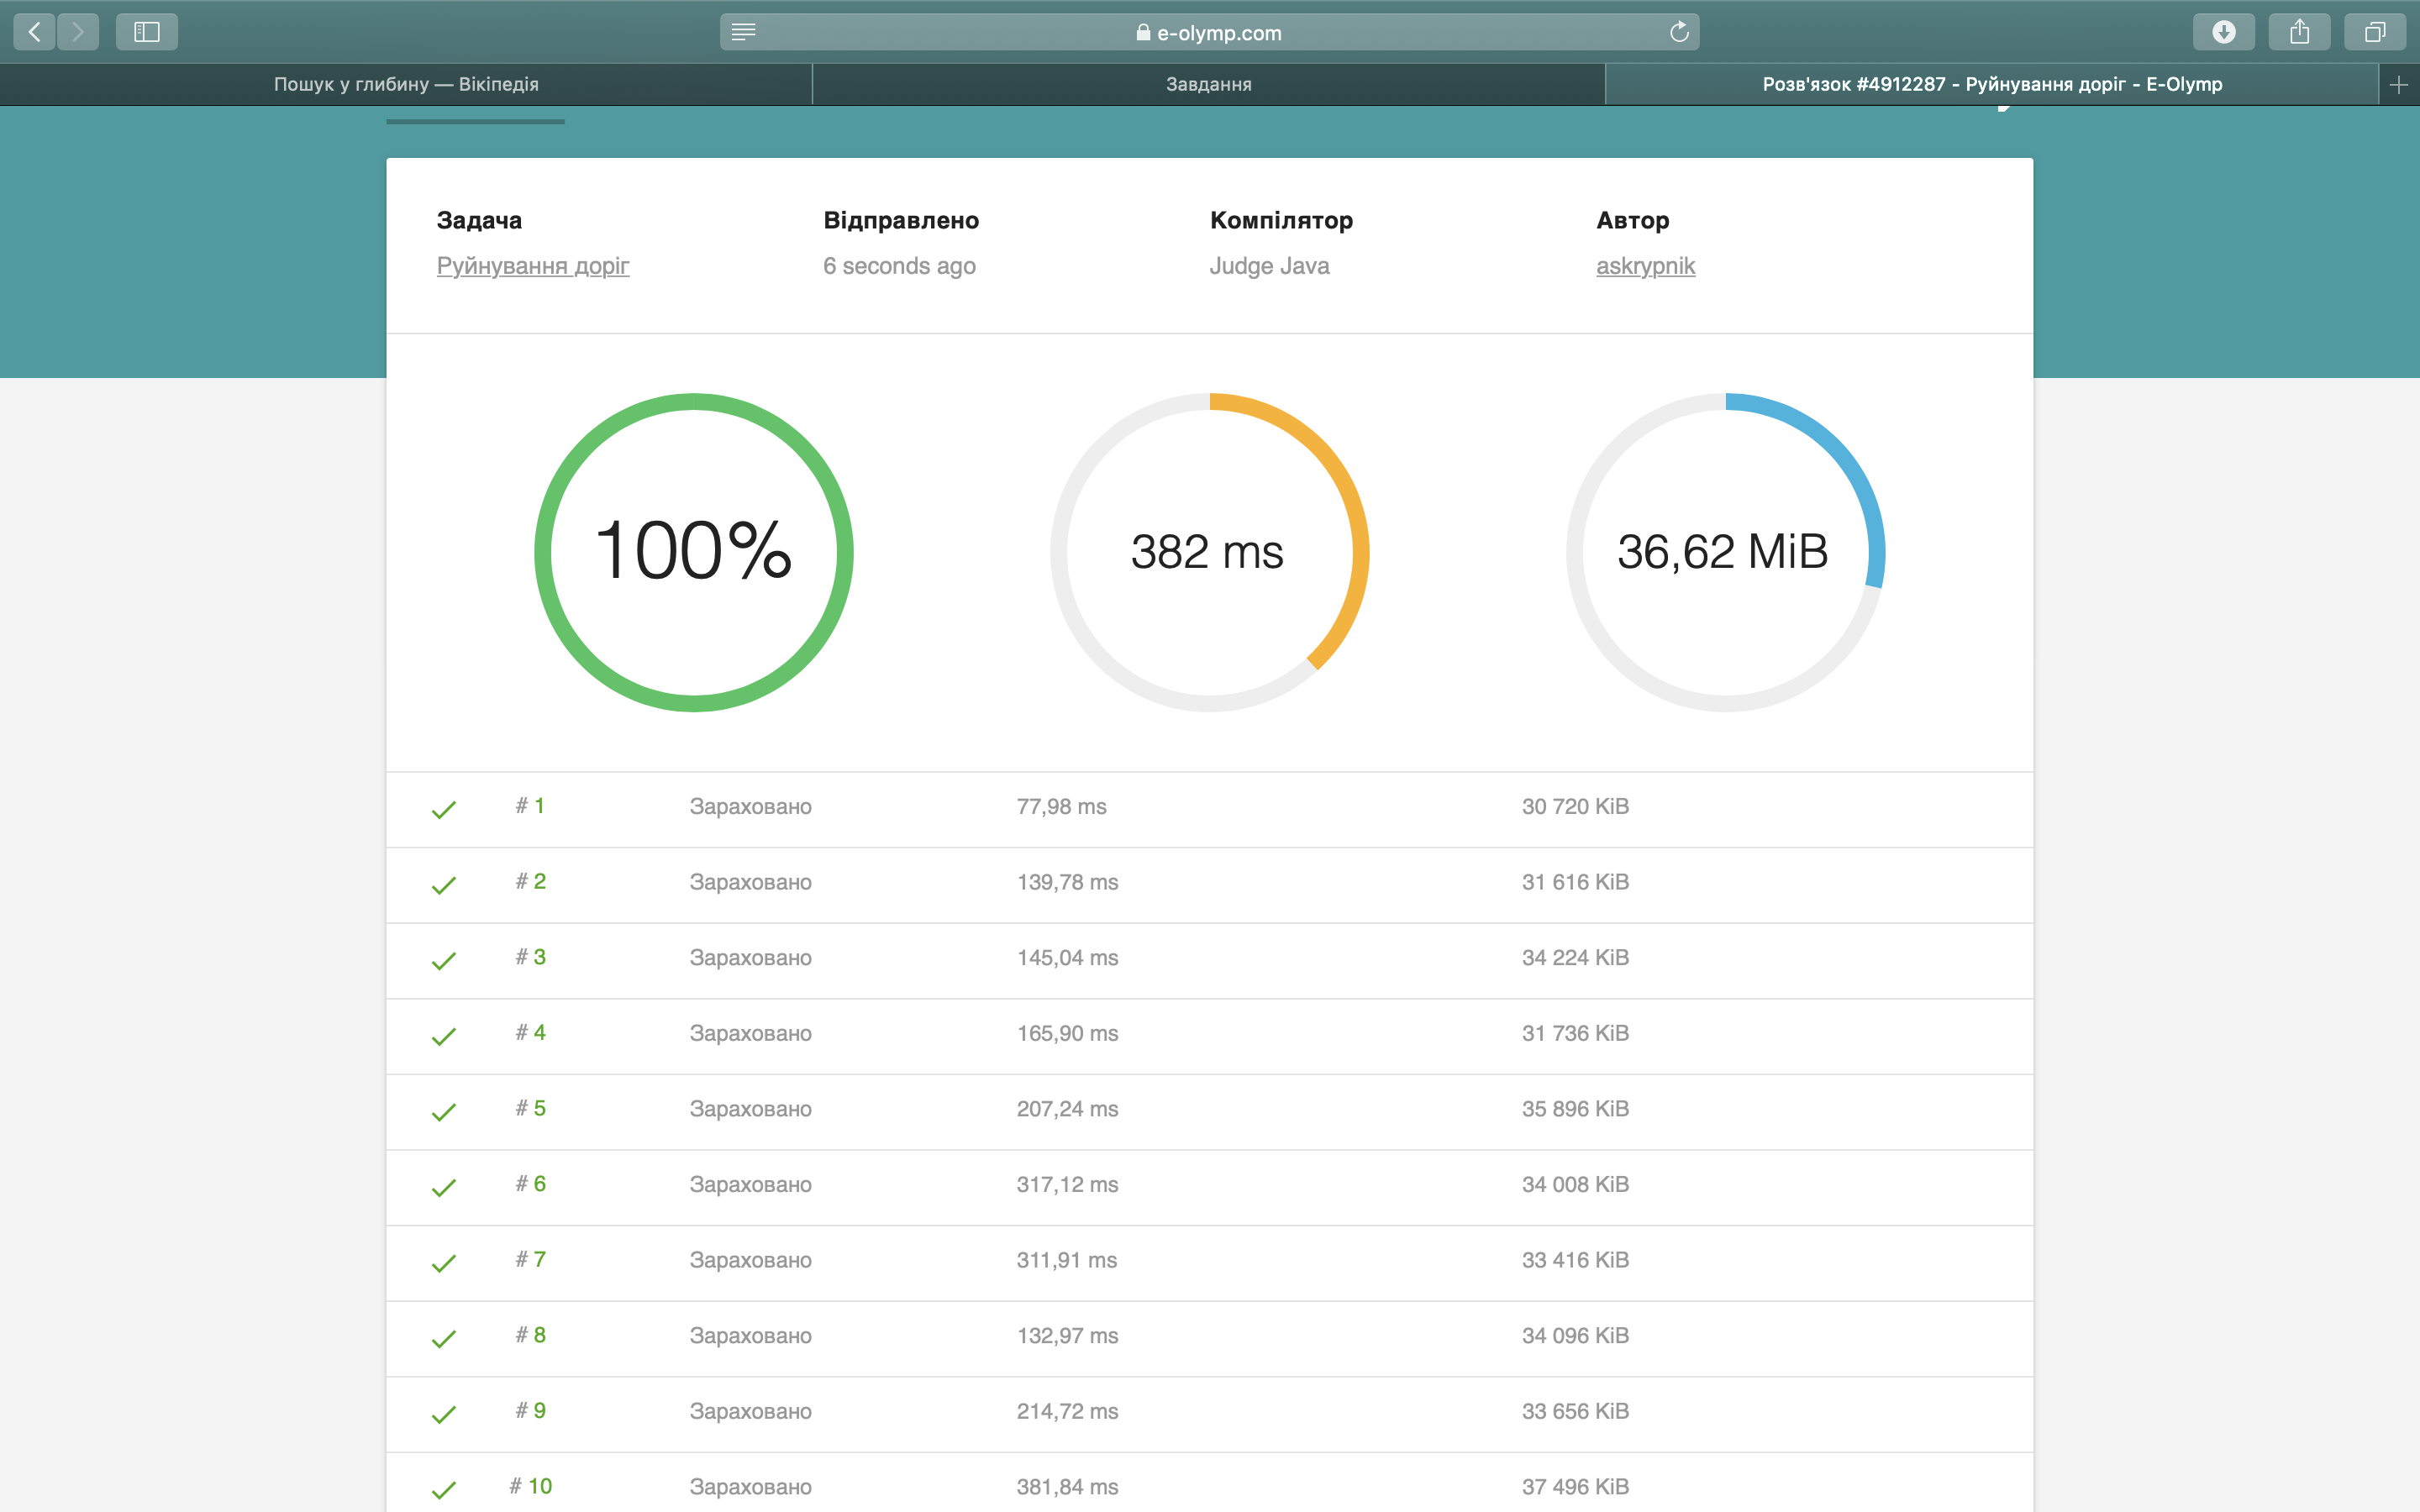 e-olymp.com
Пошук у глибину — Вікіпедія
Завдання
Розв'язок #4912287 - Руйнування доріг - E-Olymp
Задача Відправлено Компілятор Автор
Руйнування доріг 6 seconds ago Judge Java askrypnik
100% 382 ms 36,62 MiB
# 1 Зараховано 77,98 ms 30 720 KiB
# 2 Зараховано 139,78 ms 31 616 KiB
# 3 Зараховано 145,04 ms 34 224 KiB
# 4 Зараховано 165,90 ms 31 736 KiB
# 5 Зараховано 207,24 ms 35 896 KiB
# 6 Зараховано 317,12 ms 34 008 KiB
# 7 Зараховано 311,91 ms 33 416 KiB
# 8 Зараховано 132,97 ms 34 096 KiB
# 9 Зараховано 214,72 ms 33 656 KiB
# 10 Зараховано 381,84 ms 37 496 KiB